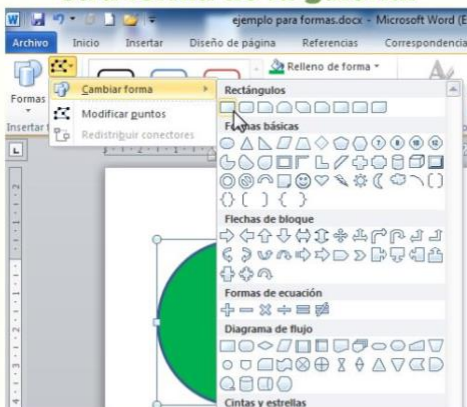 ejemplo para formas.docx - Microsoft Word (E
Archivo Inicio Insertar Diseño de página Referencias Correspondencia
Relleno de forma
Formas
Cambiar forma
Modificar puntos
Redistribuir conectores
Insertar
Rectángulos
Formas básicas
Flechas de bloque
Formas de ecuación
Diagrama de flujo
Cintas y estrellas